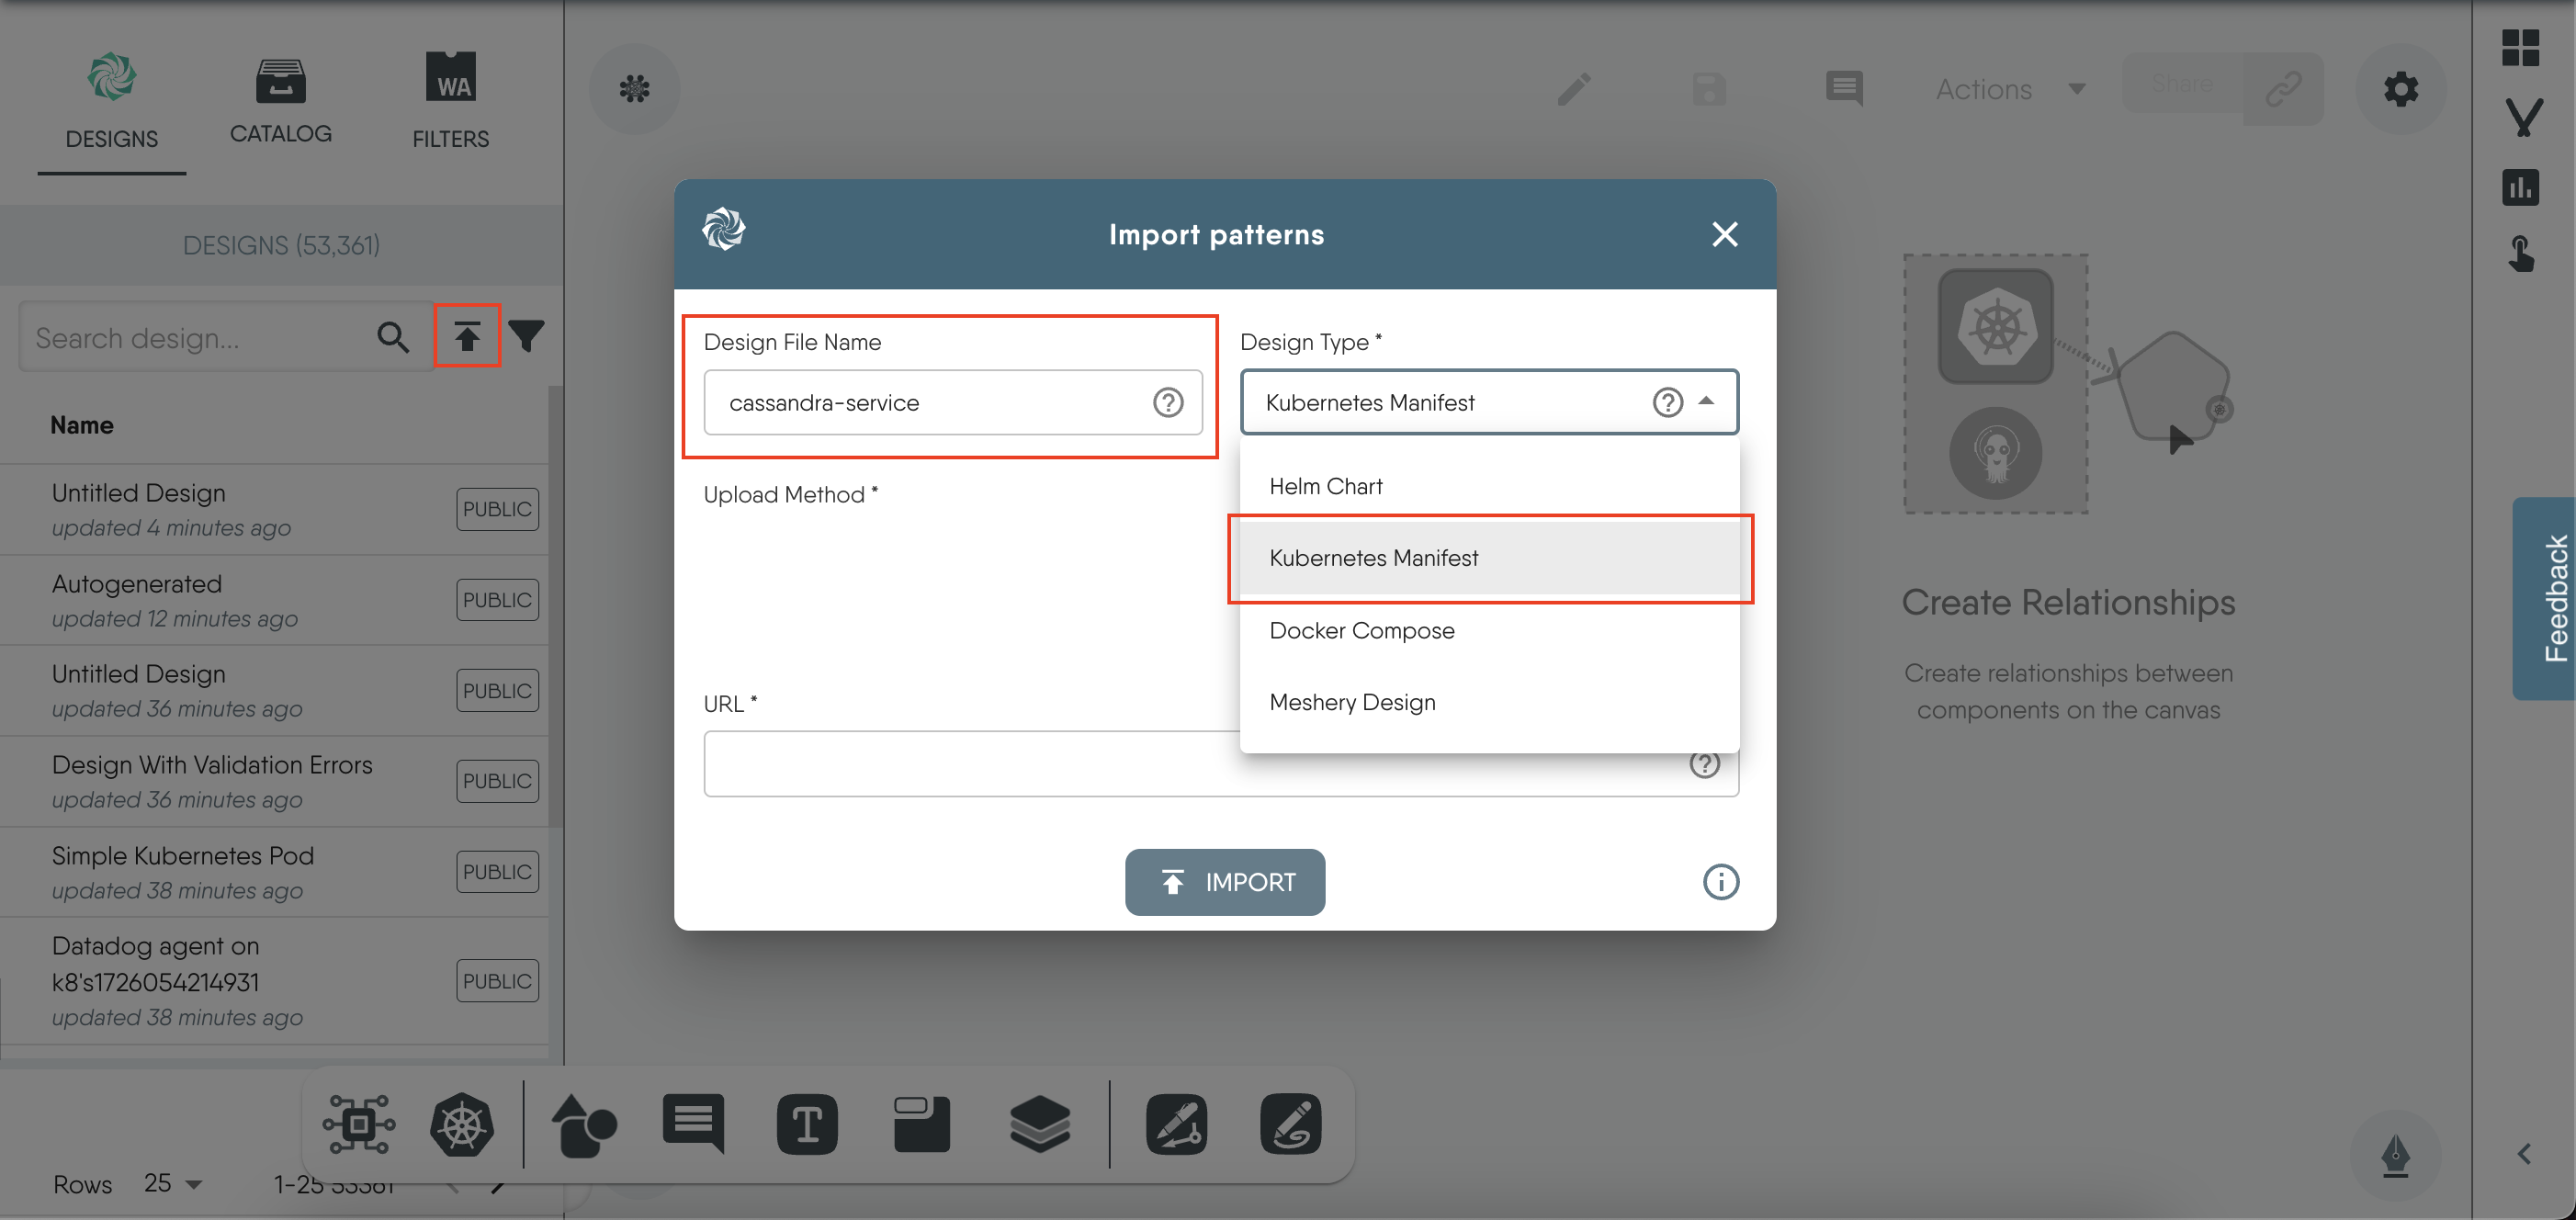 DESIGNS
CATALOG
WA
FILTERS
DESIGNS (53,361)
Search design...
Name
Untitled Design
updated 4 minutes ago
PUBLIC
Autogenerated
updated 12 minutes ago
PUBLIC
Untitled Design
updated 36 minutes ago
PUBLIC
Design With Validation Errors
updated 36 minutes ago
PUBLIC
Simple Kubernetes Pod
updated 38 minutes ago
PUBLIC
Datadog agent on
k8's1726054214931
updated 38 minutes ago
PUBLIC
Rows 25 1-25 53361
Actions
Share
Import patterns
Design File Name
cassandra-service
Design Type *
Kubernetes Manifest
Helm Chart
Kubernetes Manifest
Docker Compose
Meshery Design
Upload Method *
URL *
IMPORT
T
Create Relationships
Create relationships between
components on the canvas
Feedback